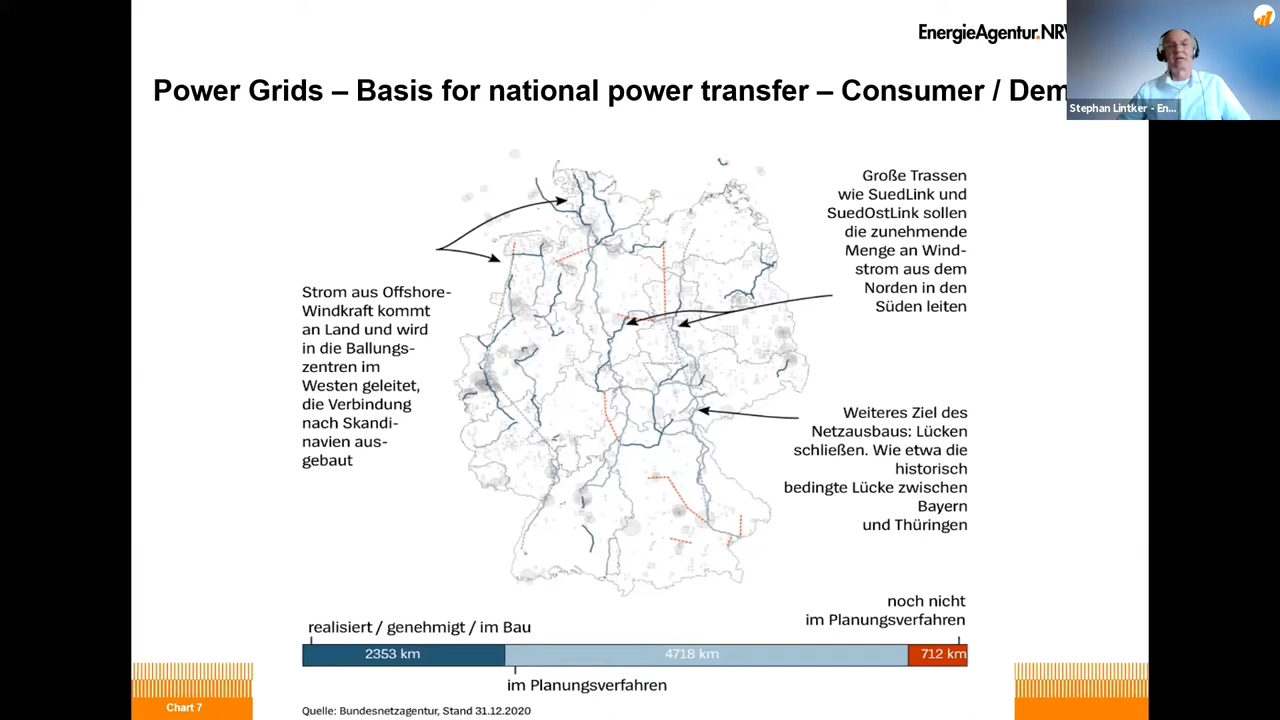 EnergieAgentur.NRW
Power Grids – Basis for national power transfer – Consumer / Dem
Stephan Lintker - En...
Große Trassen
wie SuedLink und
SuedOstLink sollen
die zunehmende
Menge an Wind-
strom aus dem
Norden in den
Süden leiten
Strom aus Offshore-
Windkraft kommt
an Land und wird
in die Ballungs-
zentren im
Westen geleitet,
die Verbindung
nach Skandi-
navien aus-
gebaut
Weiteres Ziel des
Netzausbaus: Lücken
schließen. Wie etwa die
historisch
bedingte Lücke zwischen
Bayern
und Thüringen
noch nicht
im Planungsverfahren
realisiert / genehmigt / im Bau
2353 km
4718 km
712 km
im Planungsverfahren
Chart 7
Quelle: Bundesnetzagentur, Stand 31.12.2020